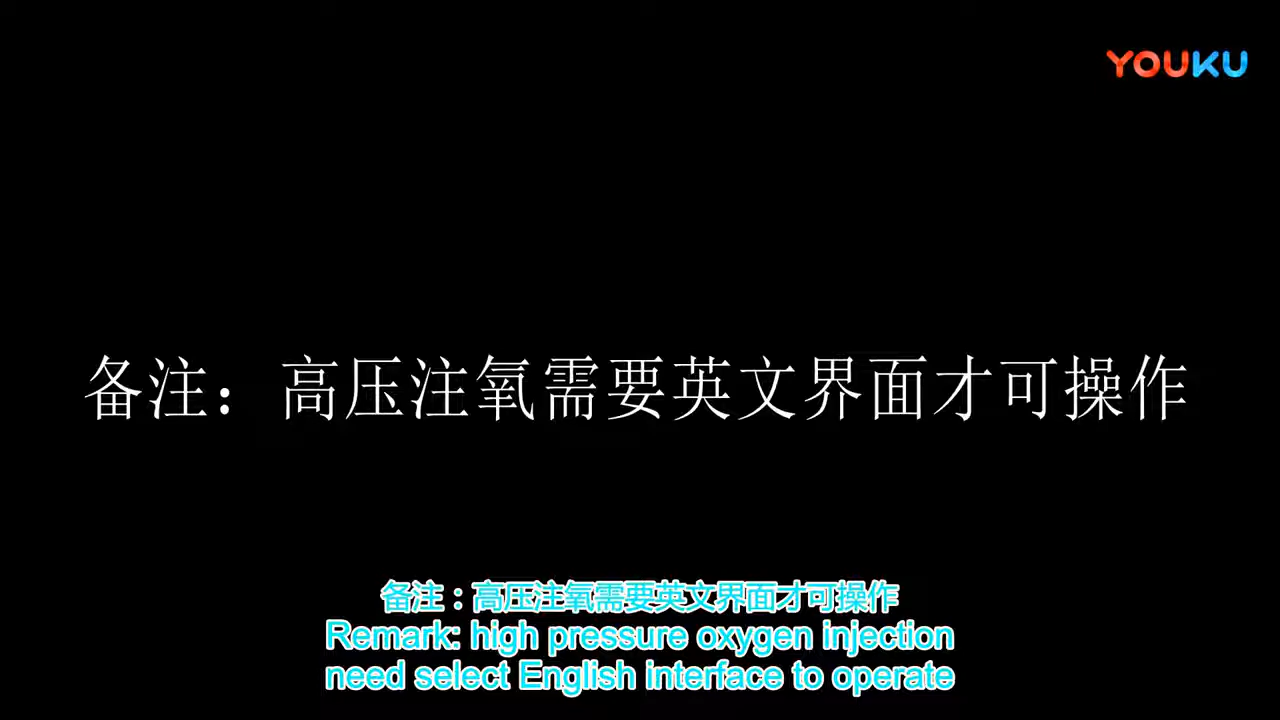 YOUKU
备注：高压注氧需要英文界面才可操作
备注：高压注氧需要英文界面才可操作
Remark: high pressure oxygen injection
need select English interface to operate